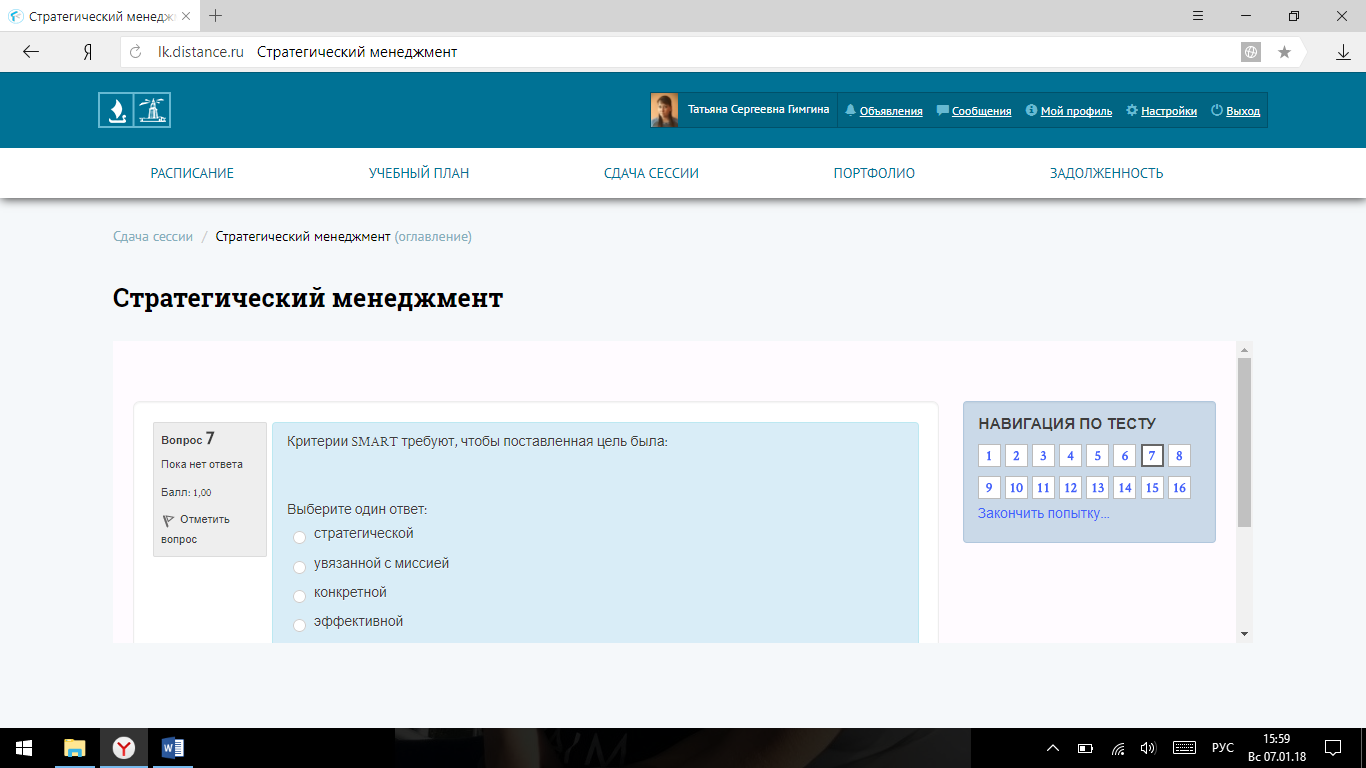 Стратегический менедж
lk.distance.ru Стратегический менеджмент
Татьяна Сергеевна Гимгина Объявления Сообщения Мой профиль Настройки Выход
РАСПИСАНИЕ УЧЕБНЫЙ ПЛАН СДАЧА СЕССИИ ПОРТФОЛИО ЗАДОЛЖЕННОСТЬ
Сдача сессии / Стратегический менеджмент (оглавление)
Стратегический менеджмент
Вопрос 7
Пока нет ответа
Балл: 1,00
Отметить
вопрос
Критерии SMART требуют, чтобы поставленная цель была:
Выберите один ответ:
стратегической
увязанной с миссией
конкретной
эффективной
НАВИГАЦИЯ ПО ТЕСТУ
1 2 3 4 5 6 7 8
9 10 11 12 13 14 15 16
Закончить попытку...
РУС
15:59
Вс 07.01.18